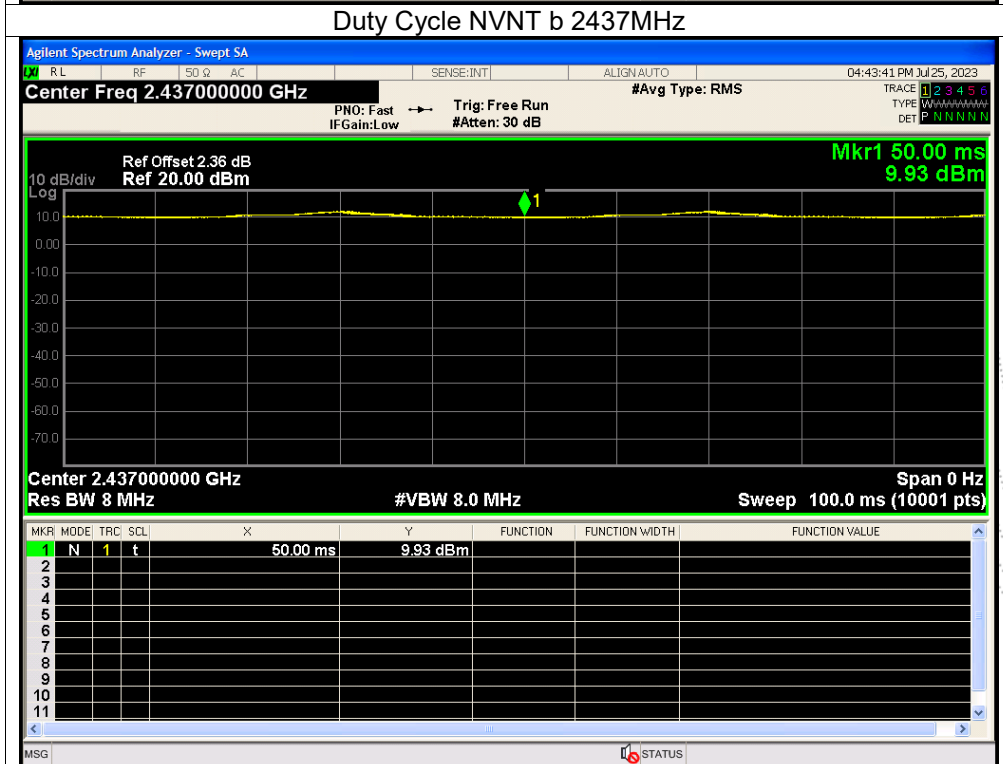 Duty Cycle NVNT b 2437MHz
Agilent Spectrum Analyzer - Swept SA
LXI RL RF 50 Ω AC SENSE:INT ALIGN AUTO 04:43:41 PM Jul 25, 2023
Center Freq 2.437000000 GHz #Avg Type: RMS TRACE 1 2 3 4 5 6
PNO: Fast Trig: Free Run TYPE WWWWWW
IFGain:Low #Atten: 30 dB DET P N N N N N
Mkr1 50.00 ms
Ref Offset 2.36 dB
10 dB/div Ref 20.00 dBm 9.93 dBm
Log
1
10.0
0.00
-10.0
-20.0
-30.0
-40.0
-50.0
-60.0
-70.0
Center 2.437000000 GHz Span 0 Hz
Res BW 8 MHz #VBW 8.0 MHz Sweep 100.0 ms (10001 pts)
MKR MODE TRC SCL X Y FUNCTION FUNCTION WIDTH FUNCTION VALUE
1 N 1 t 50.00 ms 9.93 dBm
2
3
4
5
6
7
8
9
10
11
MSG STATUS